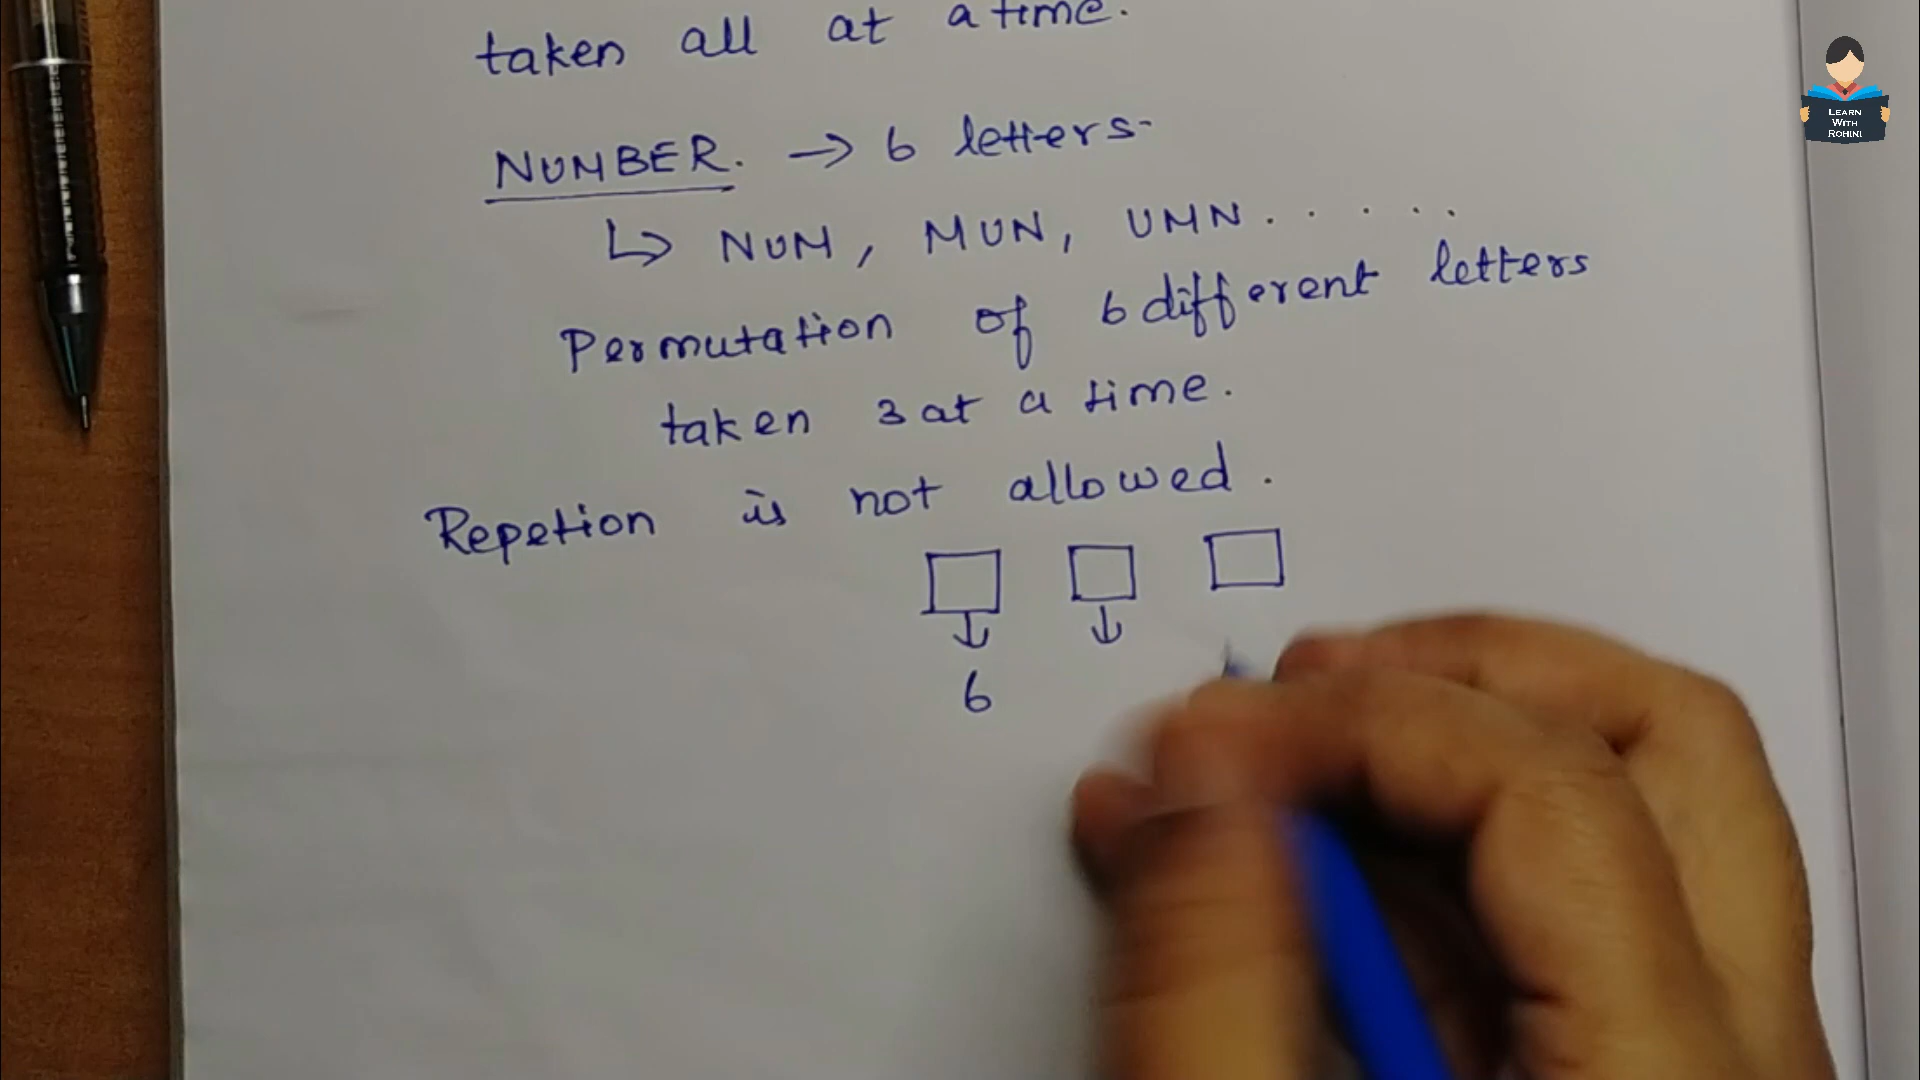 taken all at a time.
NUMBER. → 6 letters.
↳ NUM, MUN, UMN . . . . .
Permutation of 6 different letters
taken 3 at a time.
Repetion is not allowed.
6
LEARN
WITH
ROHINI